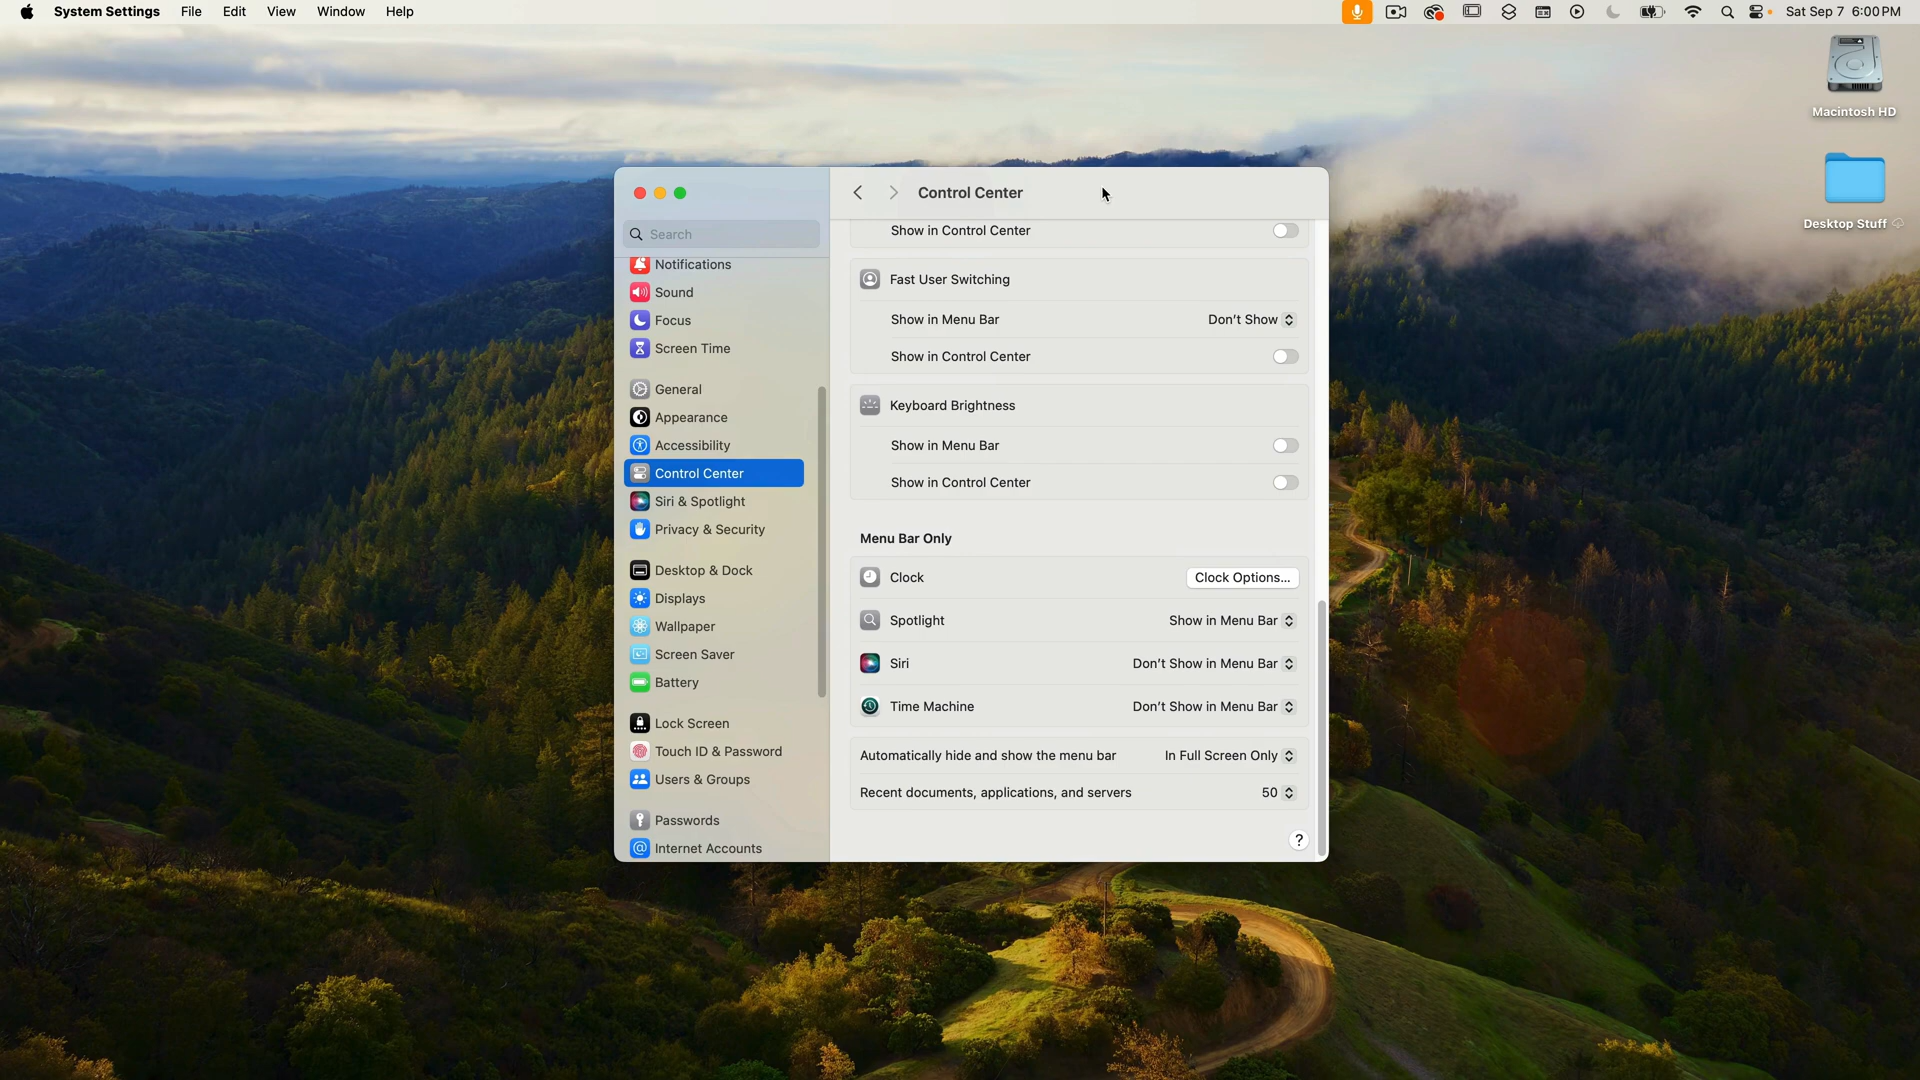 System Settings File Edit View Window Help
Sat Sep 7 6:00 PM
Macintosh HD
Desktop Stuff
Search
Notifications
Sound
Focus
Screen Time
General
Appearance
Accessibility
Control Center
Siri & Spotlight
Privacy & Security
Desktop & Dock
Displays
Wallpaper
Screen Saver
Battery
Lock Screen
Touch ID & Password
Users & Groups
Passwords
Internet Accounts
Control Center
Show in Control Center
Fast User Switching
Show in Menu Bar Don't Show
Show in Control Center
Keyboard Brightness
Show in Menu Bar
Show in Control Center
Menu Bar Only
Clock Clock Options...
Spotlight Show in Menu Bar
Siri Don't Show in Menu Bar
Time Machine Don't Show in Menu Bar
Automatically hide and show the menu bar In Full Screen Only
Recent documents, applications, and servers 50
?